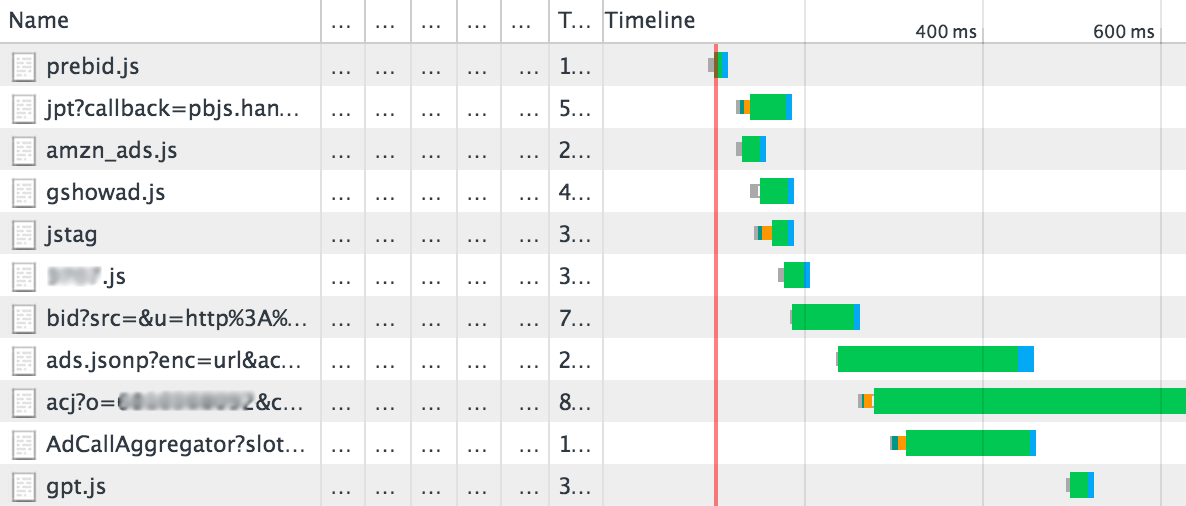 Name ... ... ... ... ... T... Timeline 400 ms 600 ms
prebid.js ... ... ... ... ... 1...
jpt?callback=pbjs.han... ... ... ... ... ... 5...
amzn_ads.js ... ... ... ... ... 2...
gshowad.js ... ... ... ... ... 4...
jstag ... ... ... ... ... 3...
.js ... ... ... ... ... 3...
bid?src=&u=http%3A%... ... ... ... ... ... 7...
ads.jsonp?enc=url&ac... ... ... ... ... ... 2...
acj?o= &c... ... ... ... ... ... 8...
AdCallAggregator?slot... ... ... ... ... ... 1...
gpt.js ... ... ... ... ... 3...